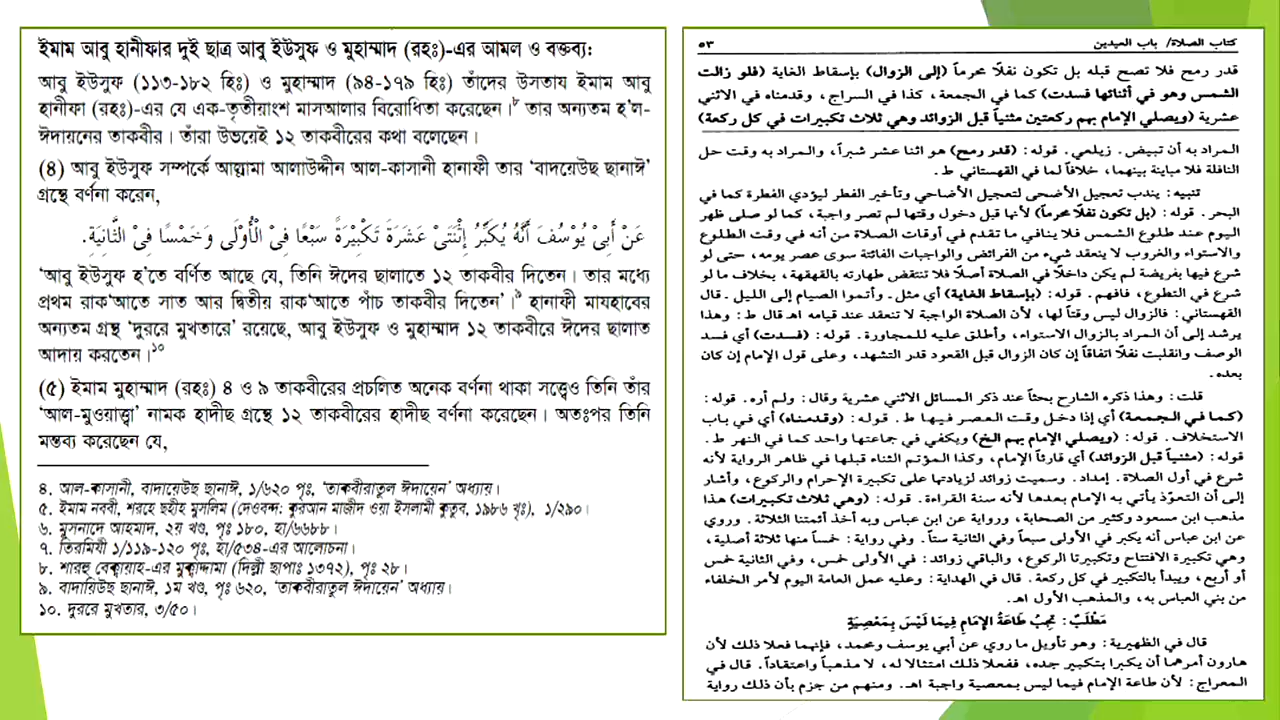 ইমাম আবু হানীফার দুই ছাত্র আবু ইউসুফ ও মুহাম্মাদ (রহঃ)-এর আমল ও বক্তব্য:
আবু ইউসুফ (১১৩-১৮২ হিঃ) ও মুহাম্মাদ (৯৪-১৭৯ হিঃ) তাঁদের উসতায ইমাম আবু
হানীফা (রহঃ)-এর যে এক-তৃতীয়াংশ মাসআলার বিরোধিতা করেছেন।৮ তার অন্যতম হ'ল-
ঈদায়নের তাকবীর। তাঁরা উভয়েই ১২ তাকবীরের কথা বলেছেন।
(৪) আবু ইউসুফ সম্পর্কে আল্লামা আলাউদ্দীন আল-কাসানী হানাফী তার 'বাদয়েউছ ছানাঈ'
গ্রন্থে বর্ণনা করেন,
عَنْ أَبِيْ يُوْسُفَ أَنَّهُ يُكَبِّرُ إِثْنَتَىْ عَشَرَةَ تَكْبِيْرَةً سَبْعًا فِىْ الْأُوْلَى وَخَمْسًا فِىْ الثَّانِيَةِ.
'আবু ইউসুফ হ'তে বর্ণিত আছে যে, তিনি ঈদের ছালাতে ১২ তাকবীর দিতেন। তার মধ্যে
প্রথম রাক'আতে সাত আর দ্বিতীয় রাক'আতে পাঁচ তাকবীর দিতেন'।৯ হানাফী মাযহাবের
অন্যতম গ্রন্থ 'দুররে মুখতারে' রয়েছে, আবু ইউসুফ ও মুহাম্মাদ ১২ তাকবীরে ঈদের ছালাত
আদায় করতেন।১০
(৫) ইমাম মুহাম্মাদ (রহঃ) ৪ ও ৯ তাকবীরের প্রচলিত অনেক বর্ণনা থাকা সত্ত্বেও তিনি তাঁর
'আল-মুওয়াত্ত্বা' নামক হাদীছ গ্রন্থে ১২ তাকবীরের হাদীছ বর্ণনা করেছেন। অতঃপর তিনি
মন্তব্য করেছেন যে,
৪. আল-কাসানী, বাদায়েউছ ছানাঈ, ১/৬২০ পৃঃ, 'তাকবীরাতুল ঈদায়েন' অধ্যায়।
৫. ইমাম নববী, শরহে ছহীহ মুসলিম (দেওবন্দ: কুরআন মাজীদ ওয়া ইসলামী কুতুব, ১৯৮৬ খৃঃ), ১/২৯০।
৬. মুসনাদে আহমাদ, ২য় খণ্ড, পৃঃ ১৮০, হা/৬৬৮৮।
৭. তিরমিযী ১/১১৯-১২০ পৃঃ, হা/৫৩৪-এর আলোচনা।
৮. শারহু বেক্বায়াহ-এর মুক্বাদ্দামা (দিল্লী ছাপাঃ ১৩৭২), পৃঃ ২৮।
৯. বাদায়িউছ ছানাঈ, ১ম খণ্ড, পৃঃ ৬২০, 'তাকবীরাতুল ঈদায়েন' অধ্যায়।
১০. দুররে মুখতার, ৩/৫০।
كتاب الصلاة/ باب العيدين ٥٣
قدر رمح فلا تصح قبله بل تكون نفلًا محرماً (إلى الزوال) بإسقاط الغاية (فلو زالت
الشمس وهو في أثنائها فسدت) كما في الجمعة، كذا في السراج، وقدمناه في الاثني
عشرية (ويصلي الإمام بهم ركعتين مثنياً قبل الزوائد وهي ثلاث تكبيرات في كل ركعة)
المراد به أن تبيض. زيلعي. قوله: (قدر رمح) هو اثنا عشر شبراً، والمراد به وقت حل
النافلة فلا مباينة بينهما، خلافاً لما في القهستاني ط.
تنبيه: يندب تعجيل الأضحى لتعجيل الأضاحي وتأخير الفطر ليؤدي الفطرة كما في
البحر. قوله: (بل تكون نفلًا محرماً) لأنها قبل دخول وقتها لم تصر واجبة، كما لو صلى ظهر
اليوم عند طلوع الشمس فلا ينافي ما تقدم في أوقات الصلاة من أنه في وقت الطلوع
والاستواء والغروب لا ينعقد شيء من الفرائض والواجبات الفائتة سوى عصر يومه، حتى لو
شرع فيها بفريضة لم يكن داخلًا في الصلاة أصلًا فلا تنتقض طهارته بالقهقهة، بخلاف ما لو
شرع في التطوع، فافهم. قوله: (بإسقاط الغاية) أي مثل ـ وأتموا الصيام إلى الليل ـ قال
القهستاني: فالزوال ليس وقتاً لها، لأن الصلاة الواجبة لا تنعقد عند قيامه اهـ قال ط: وهذا
يرشد إلى أن المراد بالزوال الاستواء، وأطلق عليه للمجاورة. قوله: (فسدت) أي فسد
الوصف وانقلبت نفلًا اتفاقاً إن كان الزوال قبل القعود قدر التشهد، وعلى قول الإمام إن كان
بعده.
قلت: وهذا ذكره الشارح بحثاً عند ذكر المسائل الاثني عشرية وقال: ولم أره. قوله:
(كما في الجمعة) أي إذا دخل وقت العصر فيها ط. قوله: (وقدمناه) أي في باب
الاستخلاف. قوله: (ويصلي الإمام بهم الخ) ويكفي في جماعتها واحد كما في النهر ط.
قوله: (مثنياً قبل الزوائد) أي قارئاً الإمام، وكذا المؤتم الثناء قبلها في ظاهر الرواية لأنه
شرع في أول الصلاة. إمداد. وسميت زوائد لزيادتها على تكبيرة الإحرام والركوع، وأشار
إلى أن التعوّذ يأتي به الإمام بعدها لأنه سنة القراءة. قوله: (وهي ثلاث تكبيرات) هذا
مذهب ابن مسعود وكثير من الصحابة، ورواية عن ابن عباس وبه أخذ أئمتنا الثلاثة. وروي
عن ابن عباس أنه يكبر في الأولى سبعاً وفي الثانية ستاً. وفي رواية: خمساً منها ثلاثة أصلية،
وهي تكبيرة الافتتاح وتكبيرتا الركوع، والباقي زوائد: في الأولى خمس، وفي الثانية خمس
أو أربع، ويبدأ بالتكبير في كل ركعة. قال في الهداية: وعليه عمل العامة اليوم لأمر الخلفاء
من بني العباس به، والمذهب الأول اهـ.
مَطْلَبٌ: تَجِبُ طَاعَةُ الإِمَامِ فِيمَا لَيْسَ بِمَعْصِيَةٍ
قال في الظهيرية: وهو تأويل ما روي عن أبي يوسف ومحمد، فإنهما فعلا ذلك لأن
هارون أمرهما أن يكبرا بتكبير جده، ففعلا ذلك امتثالا له، لا مذهباً واعتقاداً. قال في
المعراج: لأن طاعة الإمام فيما ليس بمعصية واجبة اهـ. ومنهم من جزم بأن ذلك رواية